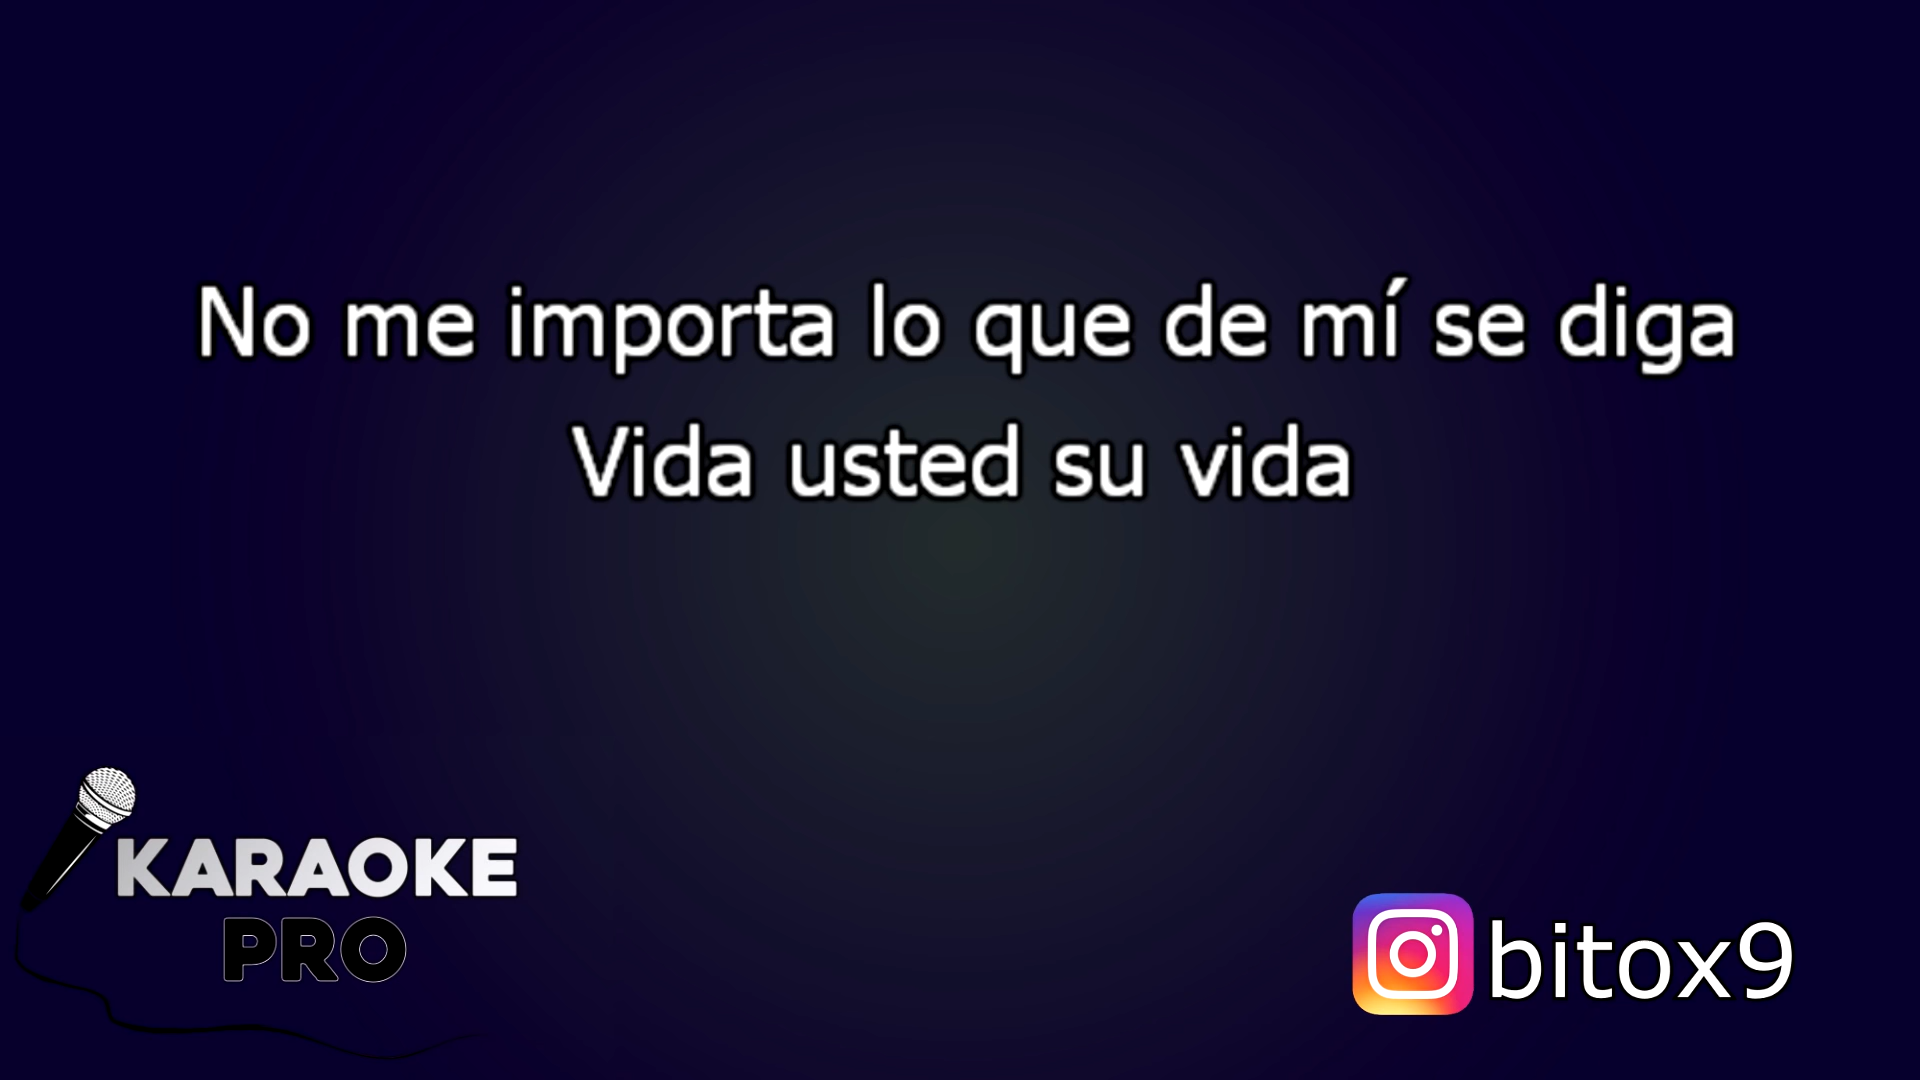 No me importa lo que de mí se diga
Vida usted su vida
KARAOKE
PRO
bitox9